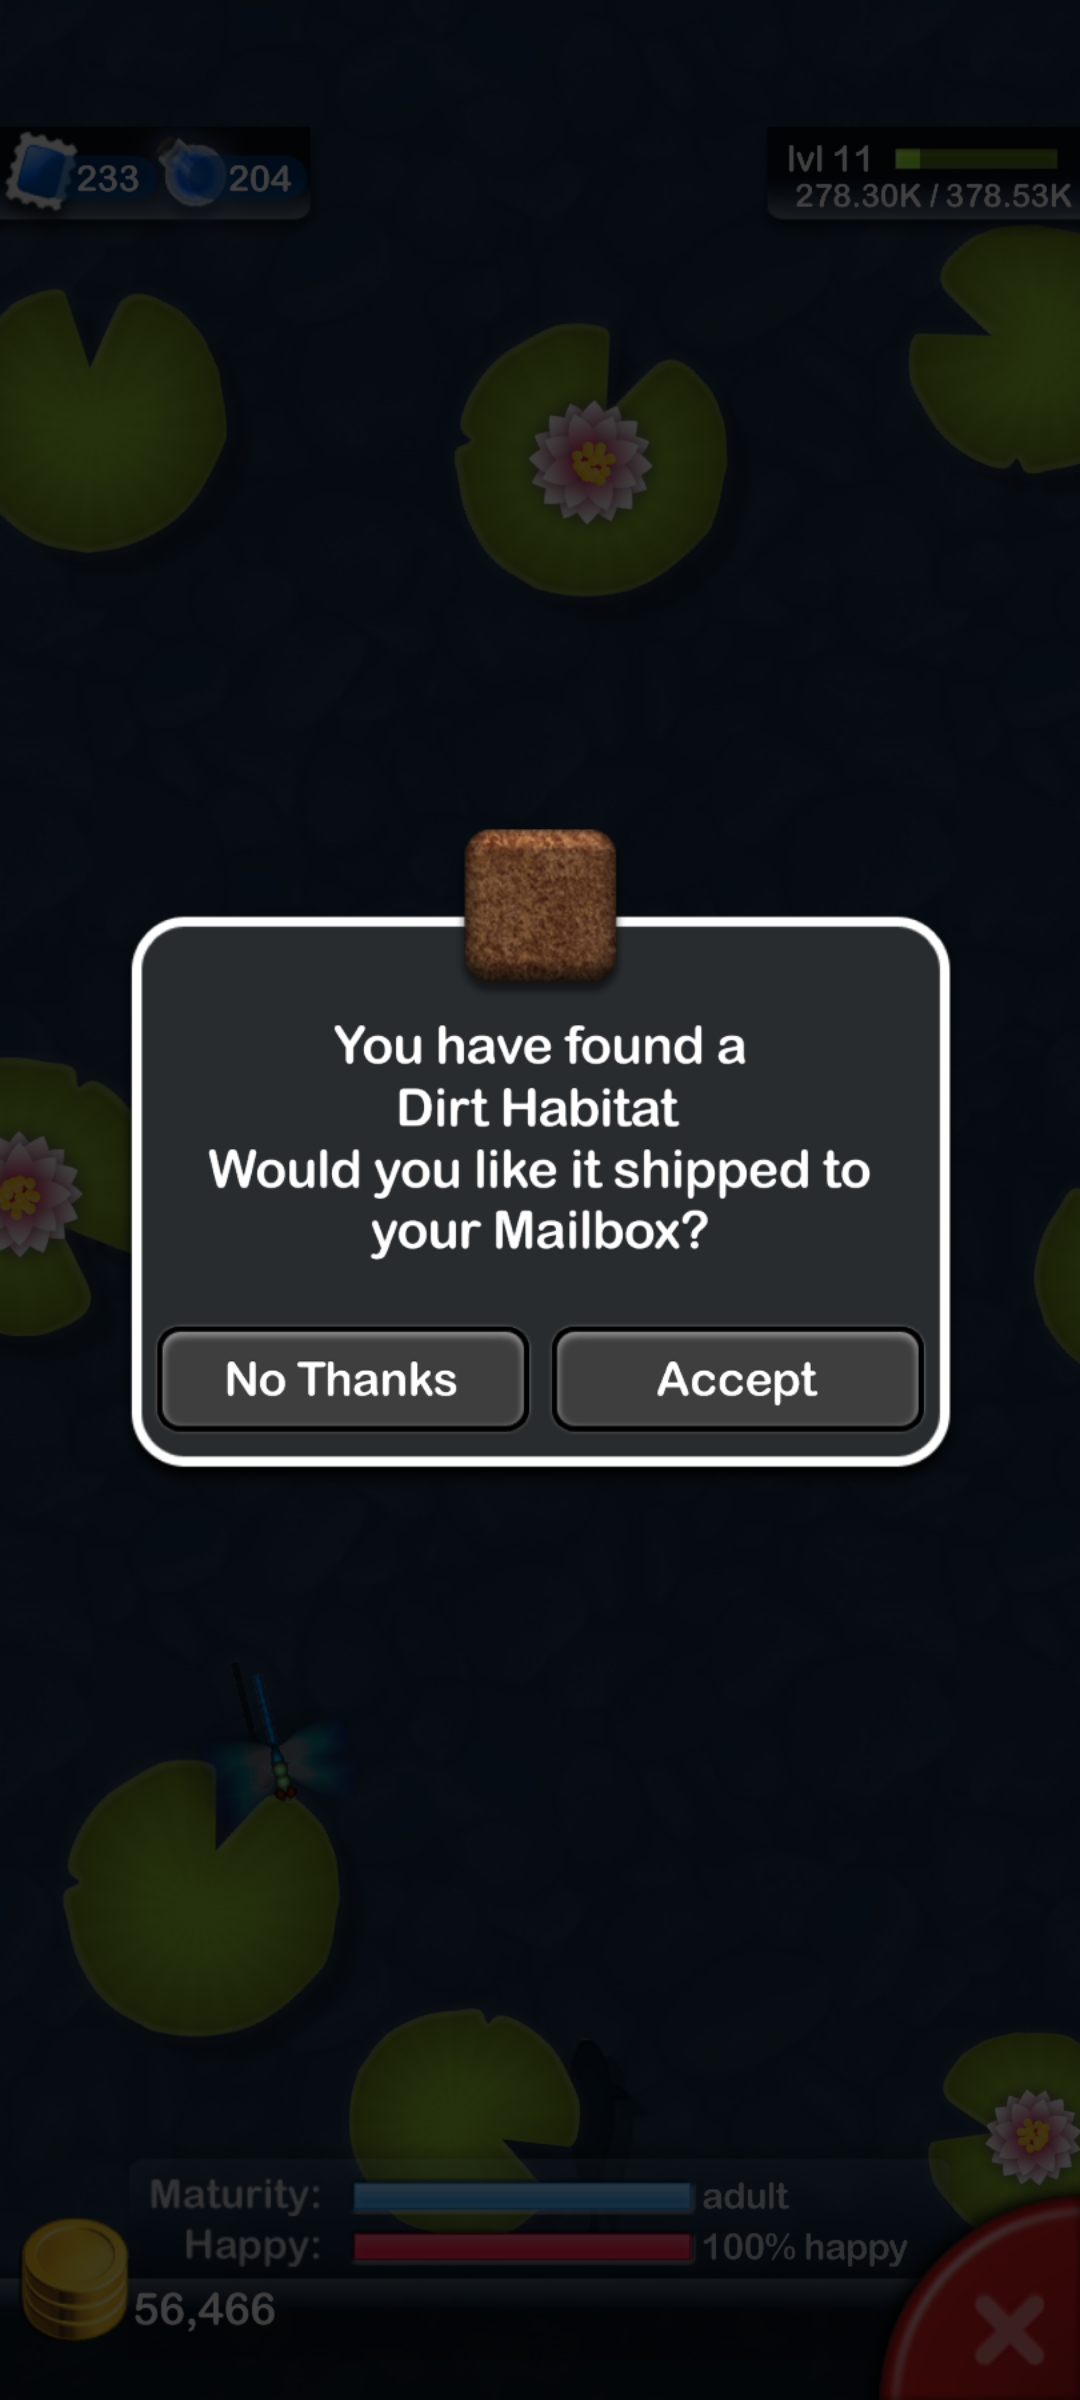 233
204
lvl 11
278.30K / 378.53K
You have found a
Dirt Habitat
Would you like it shipped to
your Mailbox?
No Thanks
Accept
Maturity:
adult
Happy:
100% happy
56,466